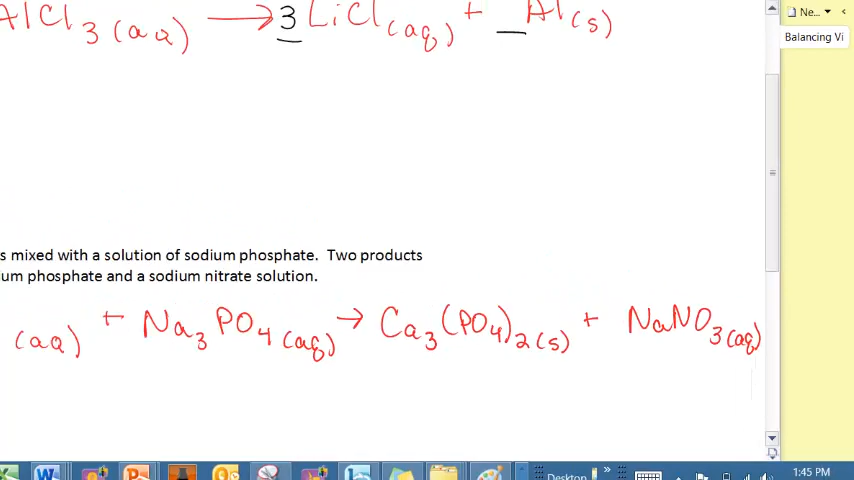 AlCl3(aq) → 3 LiCl(aq) + _ Al(s)
Ne...
Balancing Vi
s mixed with a solution of sodium phosphate. Two products
um phosphate and a sodium nitrate solution.
(aq) + Na3PO4(aq) → Ca3(PO4)2(s) + NaNO3(aq)
Desktop
1:45 PM